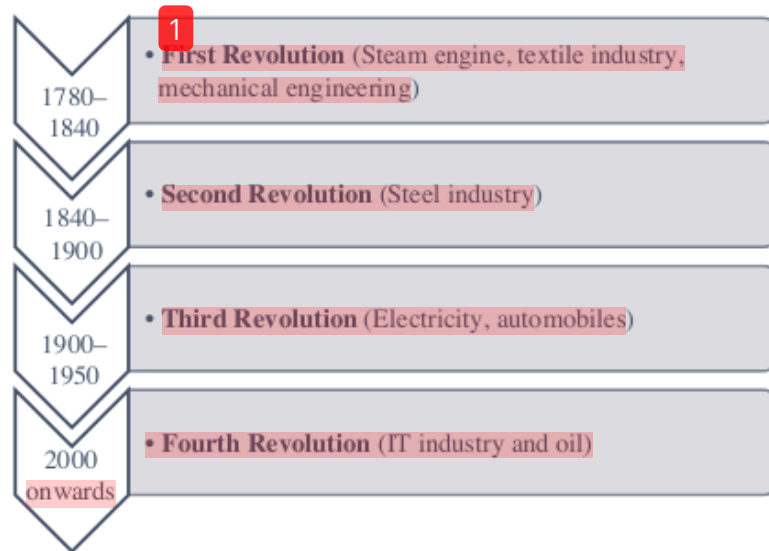 1
• First Revolution (Steam engine, textile industry,
mechanical engineering)
1780–
1840
• Second Revolution (Steel industry)
1840–
1900
• Third Revolution (Electricity, automobiles)
1900–
1950
• Fourth Revolution (IT industry and oil)
2000
onwards